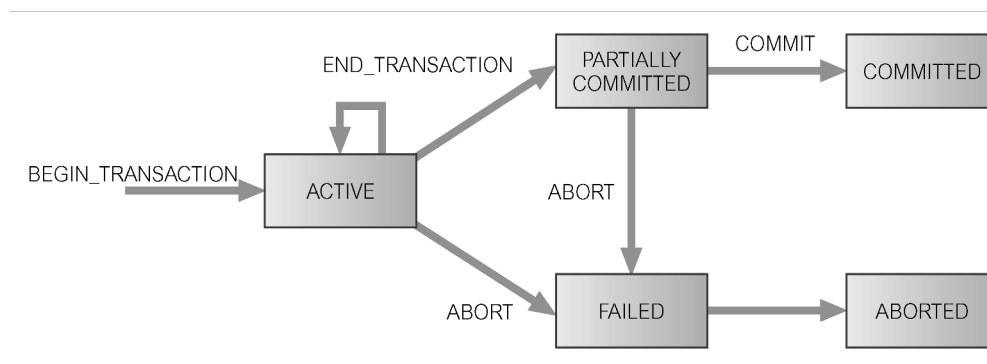 COMMIT
END_TRANSACTION
PARTIALLY
COMMITTED
COMMITTED
BEGIN_TRANSACTION
ACTIVE
ABORT
ABORT
FAILED
ABORTED